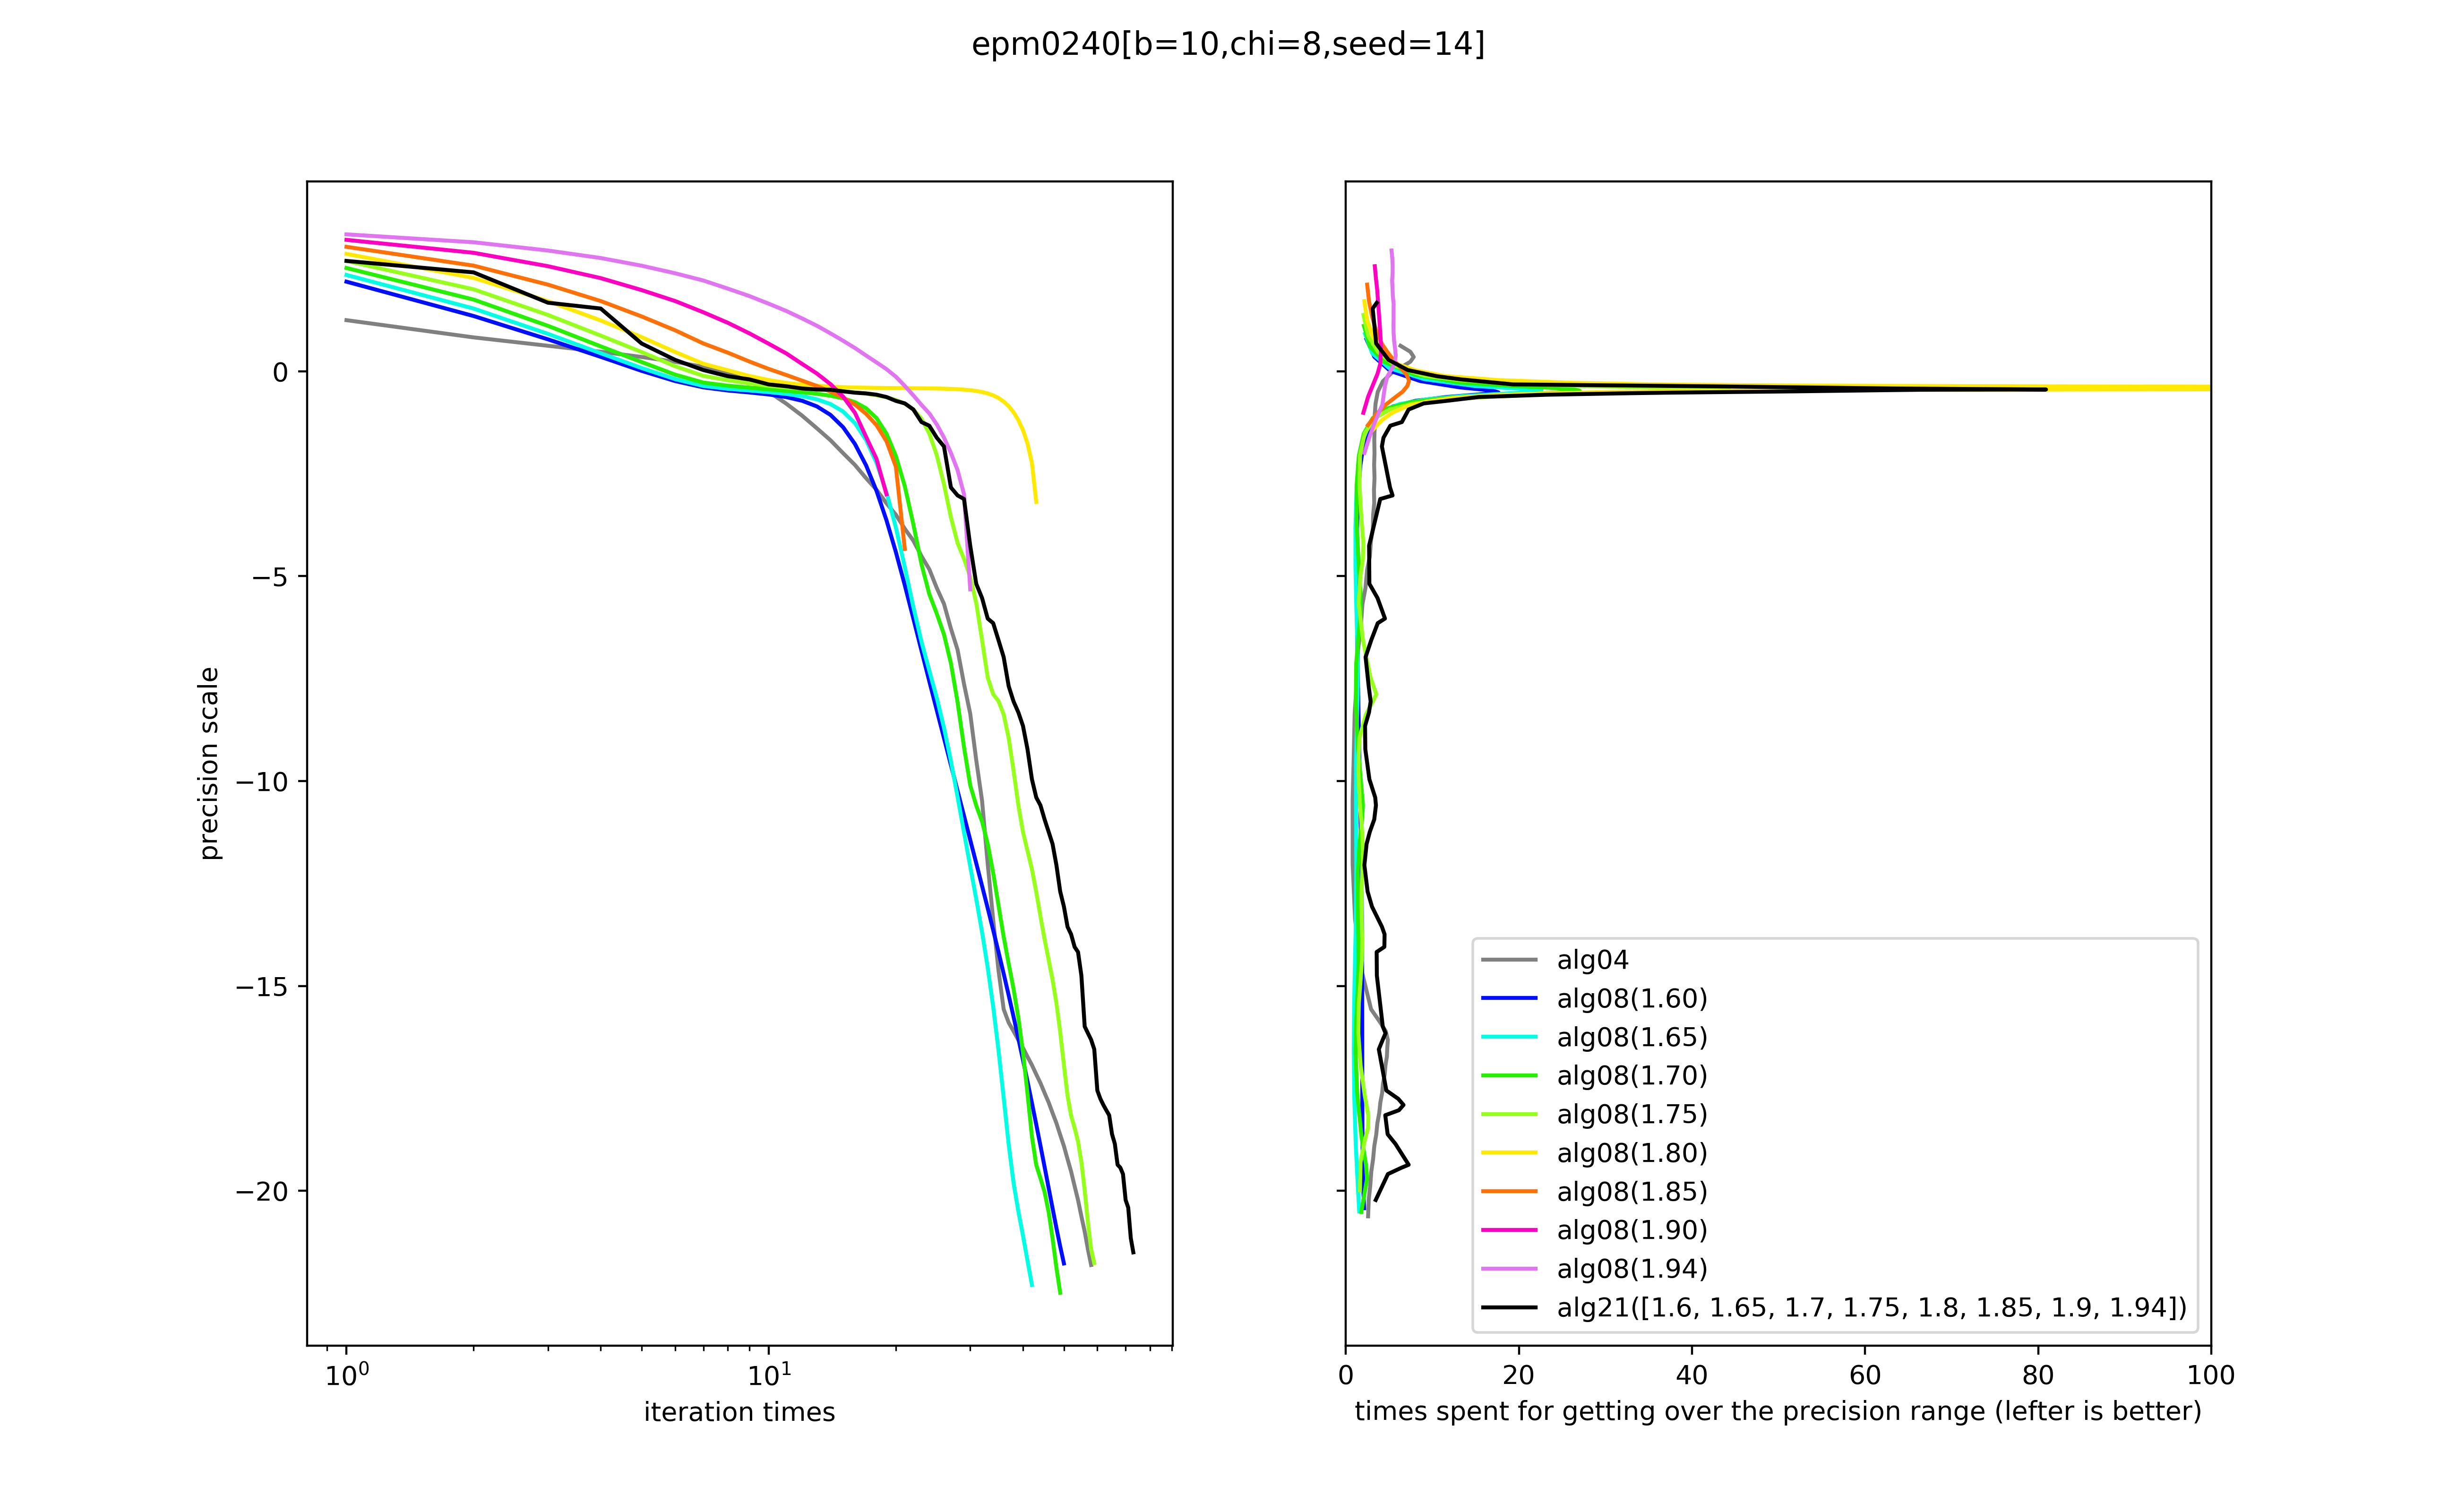 epm0240[b=10,chi=8,seed=14]
precision scale
0
−5
−10
−15
−20
10⁰
10¹
iteration times
alg04
alg08(1.60)
alg08(1.65)
alg08(1.70)
alg08(1.75)
alg08(1.80)
alg08(1.85)
alg08(1.90)
alg08(1.94)
alg21([1.6, 1.65, 1.7, 1.75, 1.8, 1.85, 1.9, 1.94])
0 20 40 60 80 100
times spent for getting over the precision range (lefter is better)